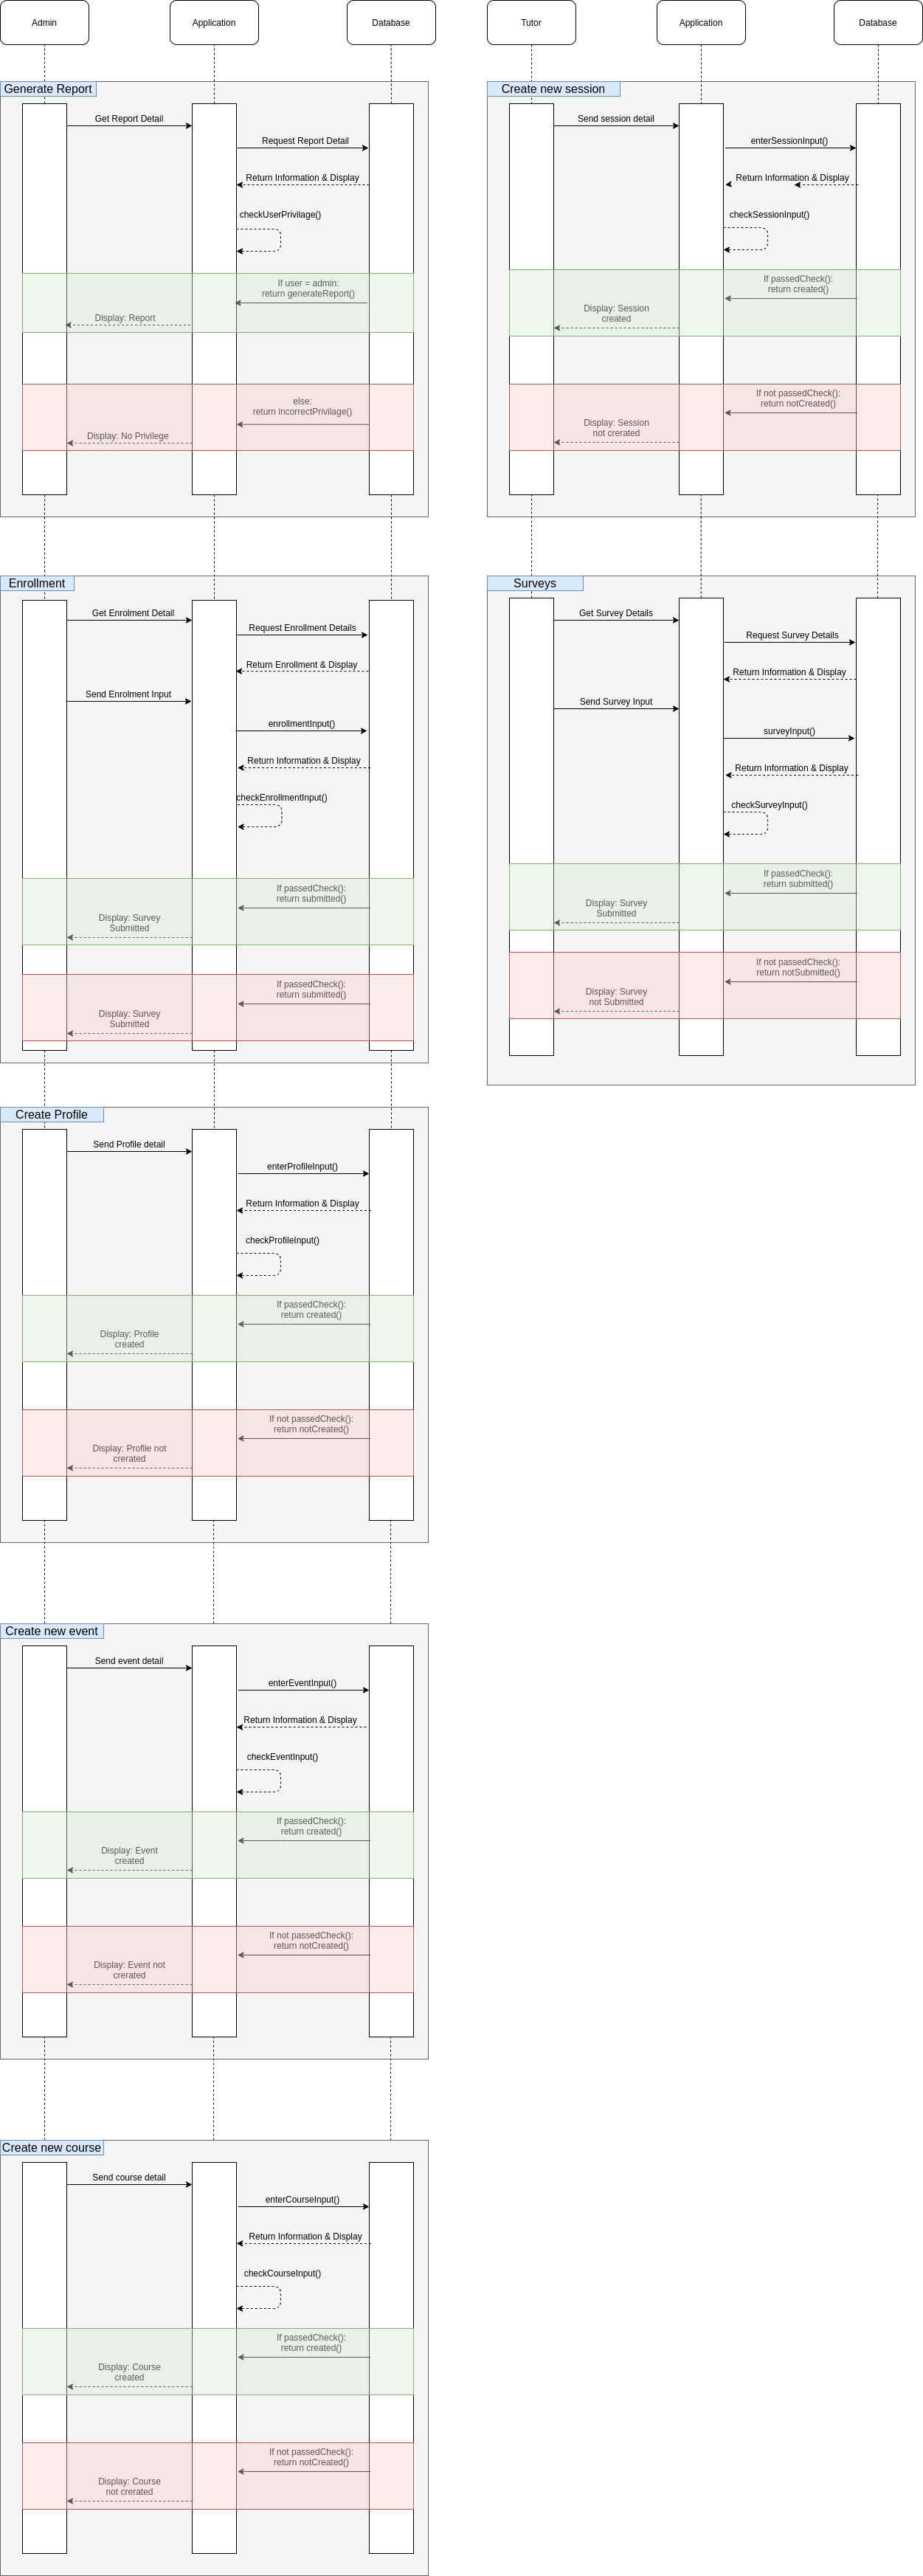 Admin
Application
Database
Tutor
Application
Database
Generate Report
Get Report Detail
Request Report Detail
Return Information & Display
checkUserPrivilage()
If user = admin:
return generateReport()
Display: Report
else:
return incorrectPrivilage()
Display: No Privilege
Create new session
Send session detail
enterSessionInput()
Return Information & Display
checkSessionInput()
If passedCheck():
return created()
Display: Session
created
If not passedCheck():
return notCreated()
Display: Session
not crerated
Enrollment
Get Enrolment Detail
Request Enrollment Details
Return Enrollment & Display
Send Enrolment Input
enrollmentInput()
Return Information & Display
checkEnrollmentInput()
If passedCheck():
return submitted()
Display: Survey
Submitted
If passedCheck():
return submitted()
Display: Survey
Submitted
Surveys
Get Survey Details
Request Survey Details
Return Information & Display
Send Survey Input
surveyInput()
Return Information & Display
checkSurveyInput()
If passedCheck():
return submitted()
Display: Survey
Submitted
If not passedCheck():
return notSubmitted()
Display: Survey
not Submitted
Create Profile
Send Profile detail
enterProfileInput()
Return Information & Display
checkProfileInput()
If passedCheck():
return created()
Display: Profile
created
If not passedCheck():
return notCreated()
Display: Proflie not
crerated
Create new event
Send event detail
enterEventInput()
Return Information & Display
checkEventInput()
If passedCheck():
return created()
Display: Event
created
If not passedCheck():
return notCreated()
Display: Event not
crerated
Create new course
Send course detail
enterCourseInput()
Return Information & Display
checkCourseInput()
If passedCheck():
return created()
Display: Course
created
If not passedCheck():
return notCreated()
Display: Course
not crerated